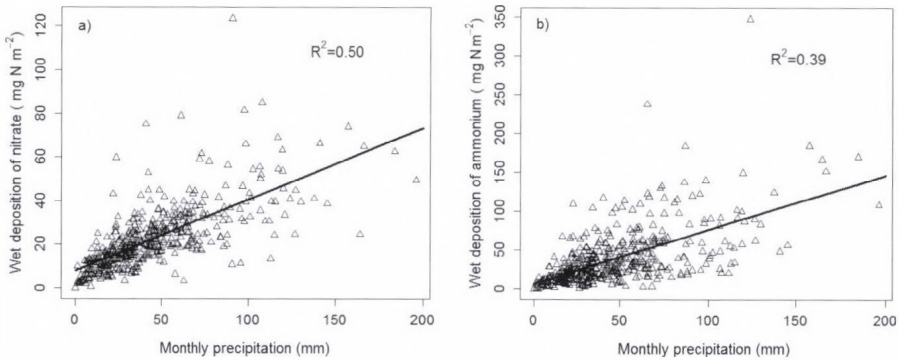 a)
R²=0.50
Wet deposition of nitrate ( mg N m⁻²)
120
100
80
60
40
20
0
0 50 100 150 200
Monthly precipitation (mm)
b)
R²=0.39
Wet deposition of ammonium ( mg N m⁻²)
350
300
250
200
150
100
50
0
0 50 100 150 200
Monthly precipitation (mm)